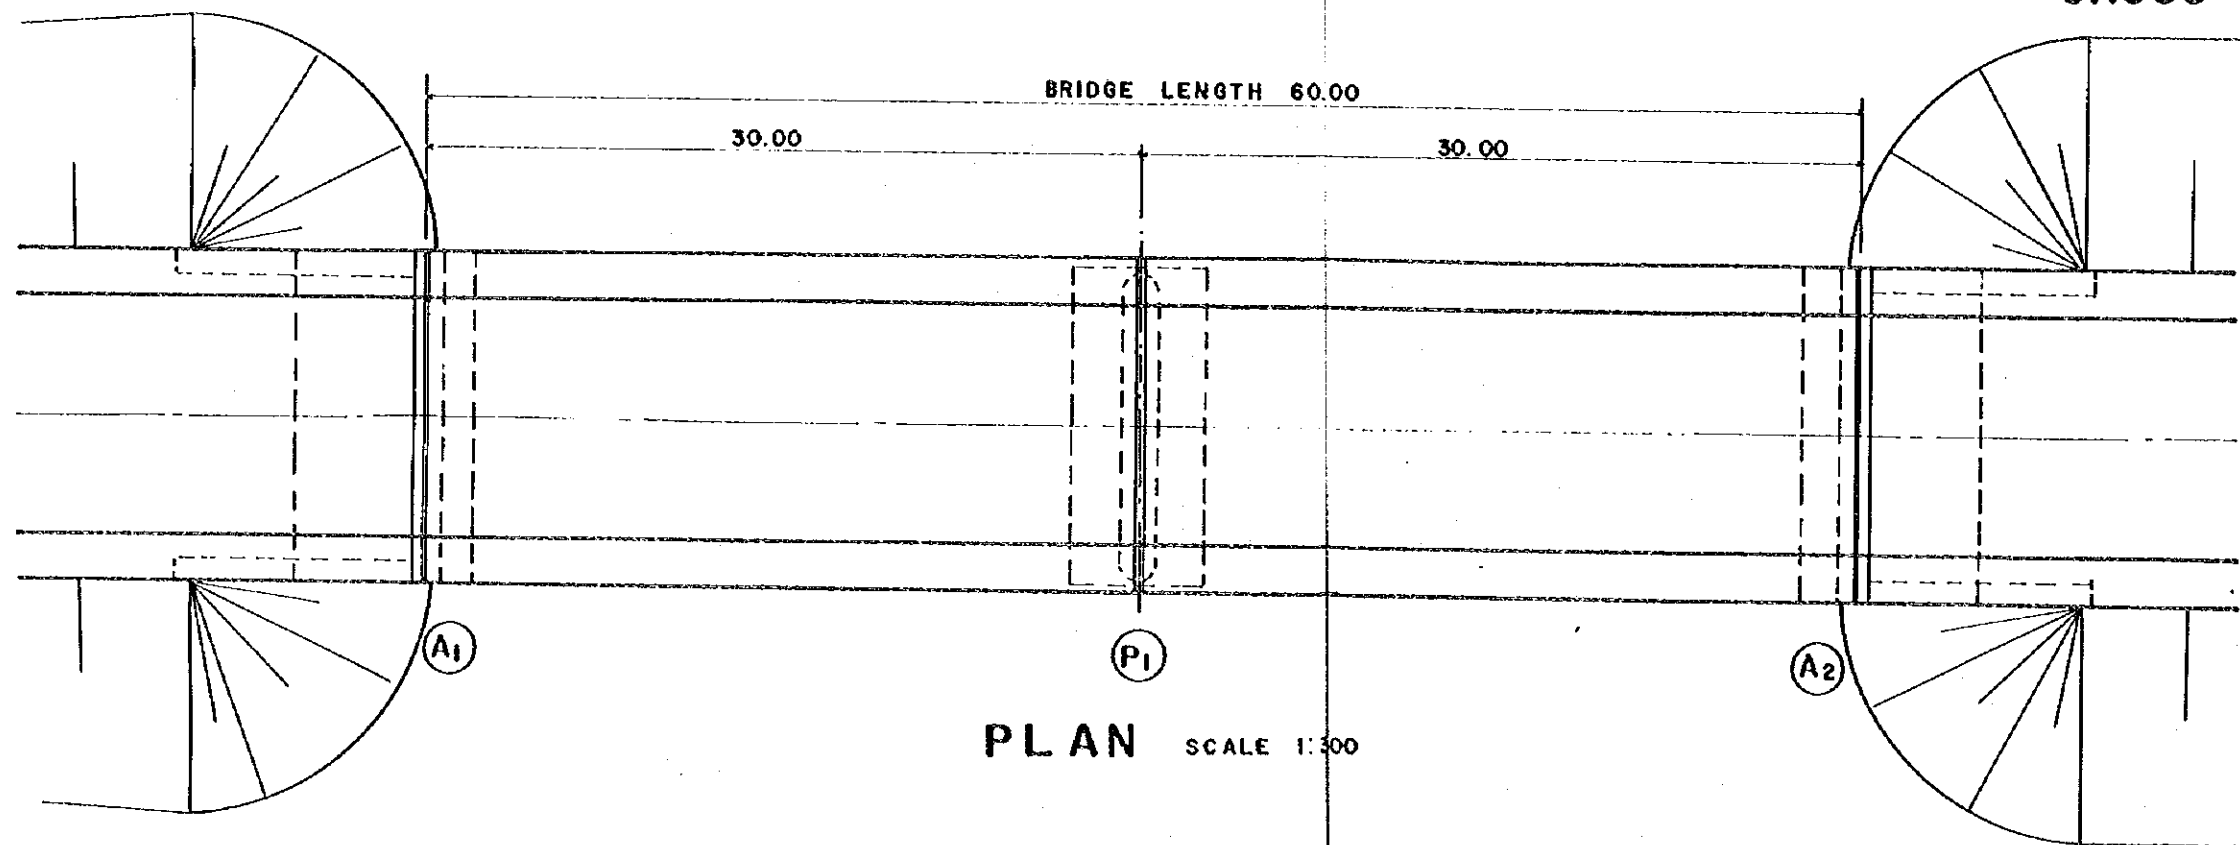 BRIDGE LENGTH 60.00
30.00
30.00
A1
P1
A2
PLAN SCALE 1:300